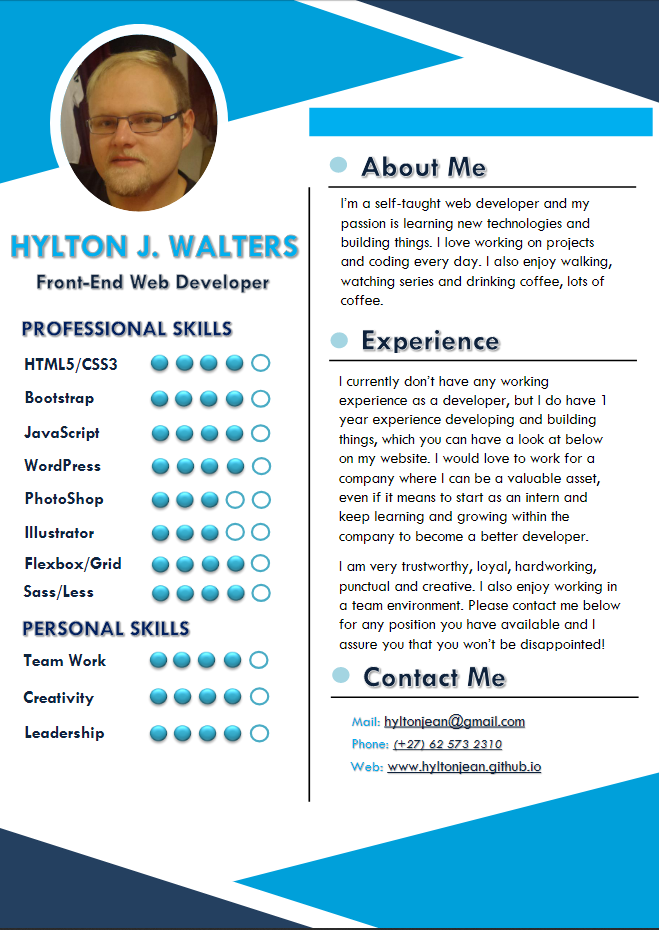 HYLTON J. WALTERS
Front-End Web Developer
PROFESSIONAL SKILLS
HTML5/CSS3
Bootstrap
JavaScript
WordPress
PhotoShop
Illustrator
Flexbox/Grid
Sass/Less
PERSONAL SKILLS
Team Work
Creativity
Leadership
About Me
I'm a self-taught web developer and my
passion is learning new technologies and
building things. I love working on projects
and coding every day. I also enjoy walking,
watching series and drinking coffee, lots of
coffee.
Experience
I currently don't have any working
experience as a developer, but I do have 1
year experience developing and building
things, which you can have a look at below
on my website. I would love to work for a
company where I can be a valuable asset,
even if it means to start as an intern and
keep learning and growing within the
company to become a better developer.
I am very trustworthy, loyal, hardworking,
punctual and creative. I also enjoy working in
a team environment. Please contact me below
for any position you have available and I
assure you that you won't be disappointed!
Contact Me
Mail: hyltonjean@gmail.com
Phone: (+27) 62 573 2310
Web: www.hyltonjean.github.io